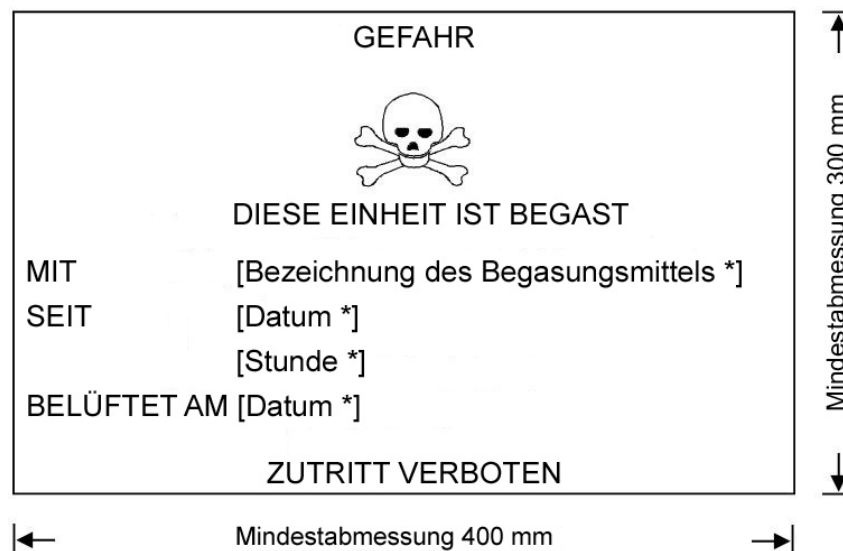 GEFAHR
DIESE EINHEIT IST BEGAST
MIT [Bezeichnung des Begasungsmittels *]
SEIT [Datum *]
[Stunde *]
BELÜFTET AM [Datum *]
ZUTRITT VERBOTEN
Mindestabmessung 400 mm
Mindestabmessung 300 mm